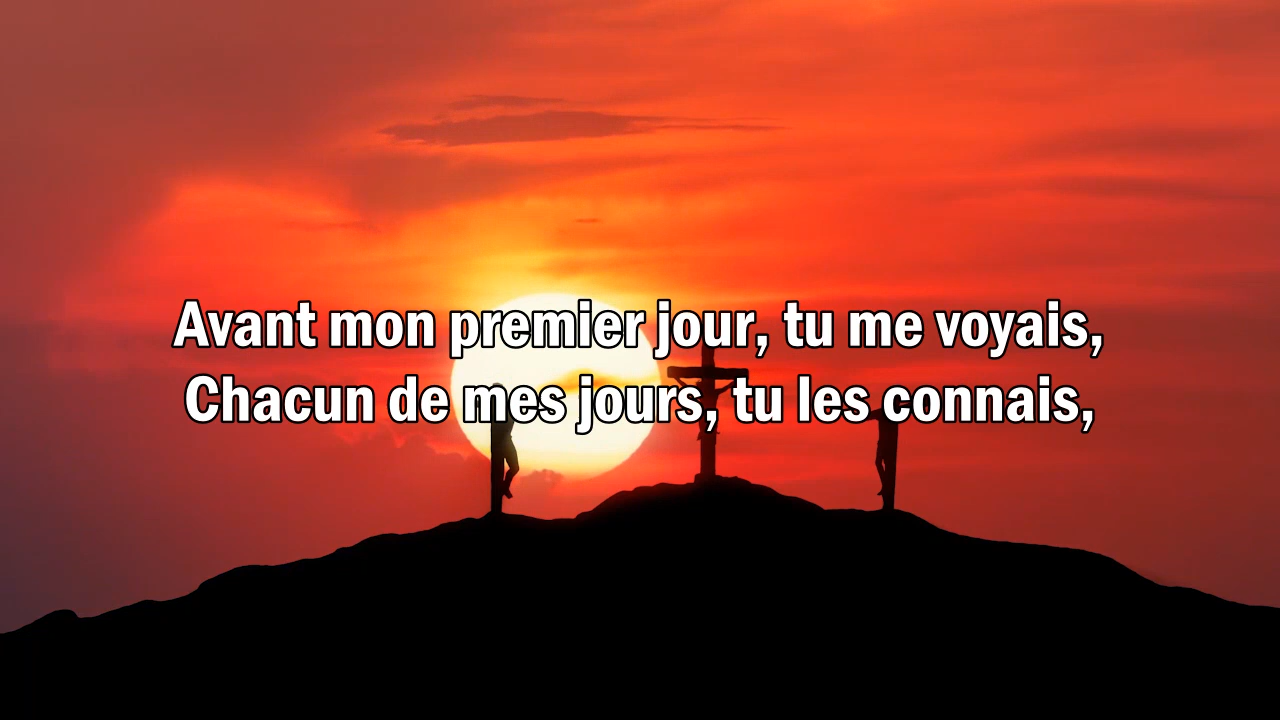 Avant mon premier jour, tu me voyais,
Chacun de mes jours, tu les connais,